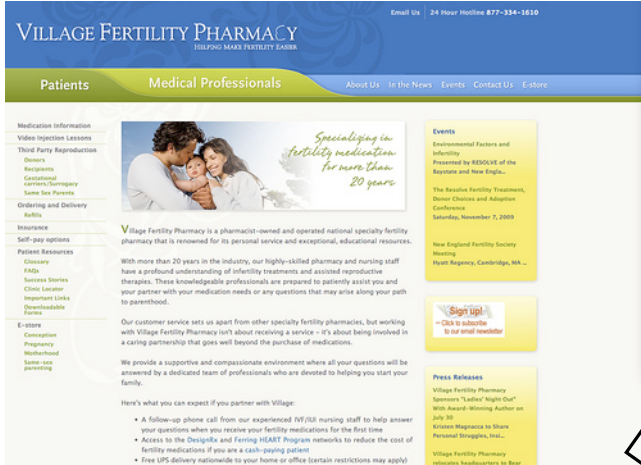 Email Us 24 Hour Hotline 877-334-1610
VILLAGE FERTILITY PHARMACY
HELPING MAKE FERTILITY EASIER
Patients Medical Professionals About Us In the News Events Contact Us E-store
Medication Information
Video Injection Lessons
Third Party Reproduction
Donors
Recipients
Gestational
carriers/Surrogacy
Same Sex Parents
Ordering and Delivery
Refills
Insurance
Self-pay options
Patient Resources
Glossary
FAQs
Success Stories
Clinic Locator
Important Links
Downloadable
Forms
E-store
Conception
Pregnancy
Motherhood
Same-sex
parenting
Specializing in
fertility medication
for more than
20 years
Village Fertility Pharmacy is a pharmacist-owned and operated national specialty fertility
pharmacy that is renowned for its personal service and exceptional, educational resources.
With more than 20 years in the industry, our highly-skilled pharmacy and nursing staff
have a profound understanding of infertility treatments and assisted reproductive
therapies. These knowledgeable professionals are prepared to patiently assist you and
your partner with your medication needs or any questions that may arise along your path
to parenthood.
Our customer service sets us apart from other specialty fertility pharmacies, but working
with Village Fertility Pharmacy isn't about receiving a service - it's about being involved in
a caring partnership that goes well beyond the purchase of medications.
We provide a supportive and compassionate environment where all your questions will be
answered by a dedicated team of professionals who are devoted to helping you start your
family.
Here's what you can expect if you partner with Village:
• A follow-up phone call from our experienced IVF/IUI nursing staff to help answer
your questions when you receive your fertility medications for the first time
• Access to the DesignRx and Ferring HEART Program networks to reduce the cost of
fertility medications if you are a cash-paying patient
• Free UPS delivery nationwide to your home or office (certain restrictions may apply)
Events
Environmental Factors and
Infertility
Presented by RESOLVE of the
Baystate and New Engla...
The Resolve Fertility Treatment,
Donor Choices and Adoption
Conference
Saturday, November 7, 2009
New England Fertility Society
Meeting
Hyatt Regency, Cambridge, MA ...
Sign up!
Click to subscribe
to our email newsletter
Press Releases
Village Fertility Pharmacy
Sponsors "Ladies' Night Out"
With Award-Winning Author on
July 30
Kristen Magnacca to Share
Personal Struggles, Insi...
Village Fertility Pharmacy
relocates headquarters to Bear